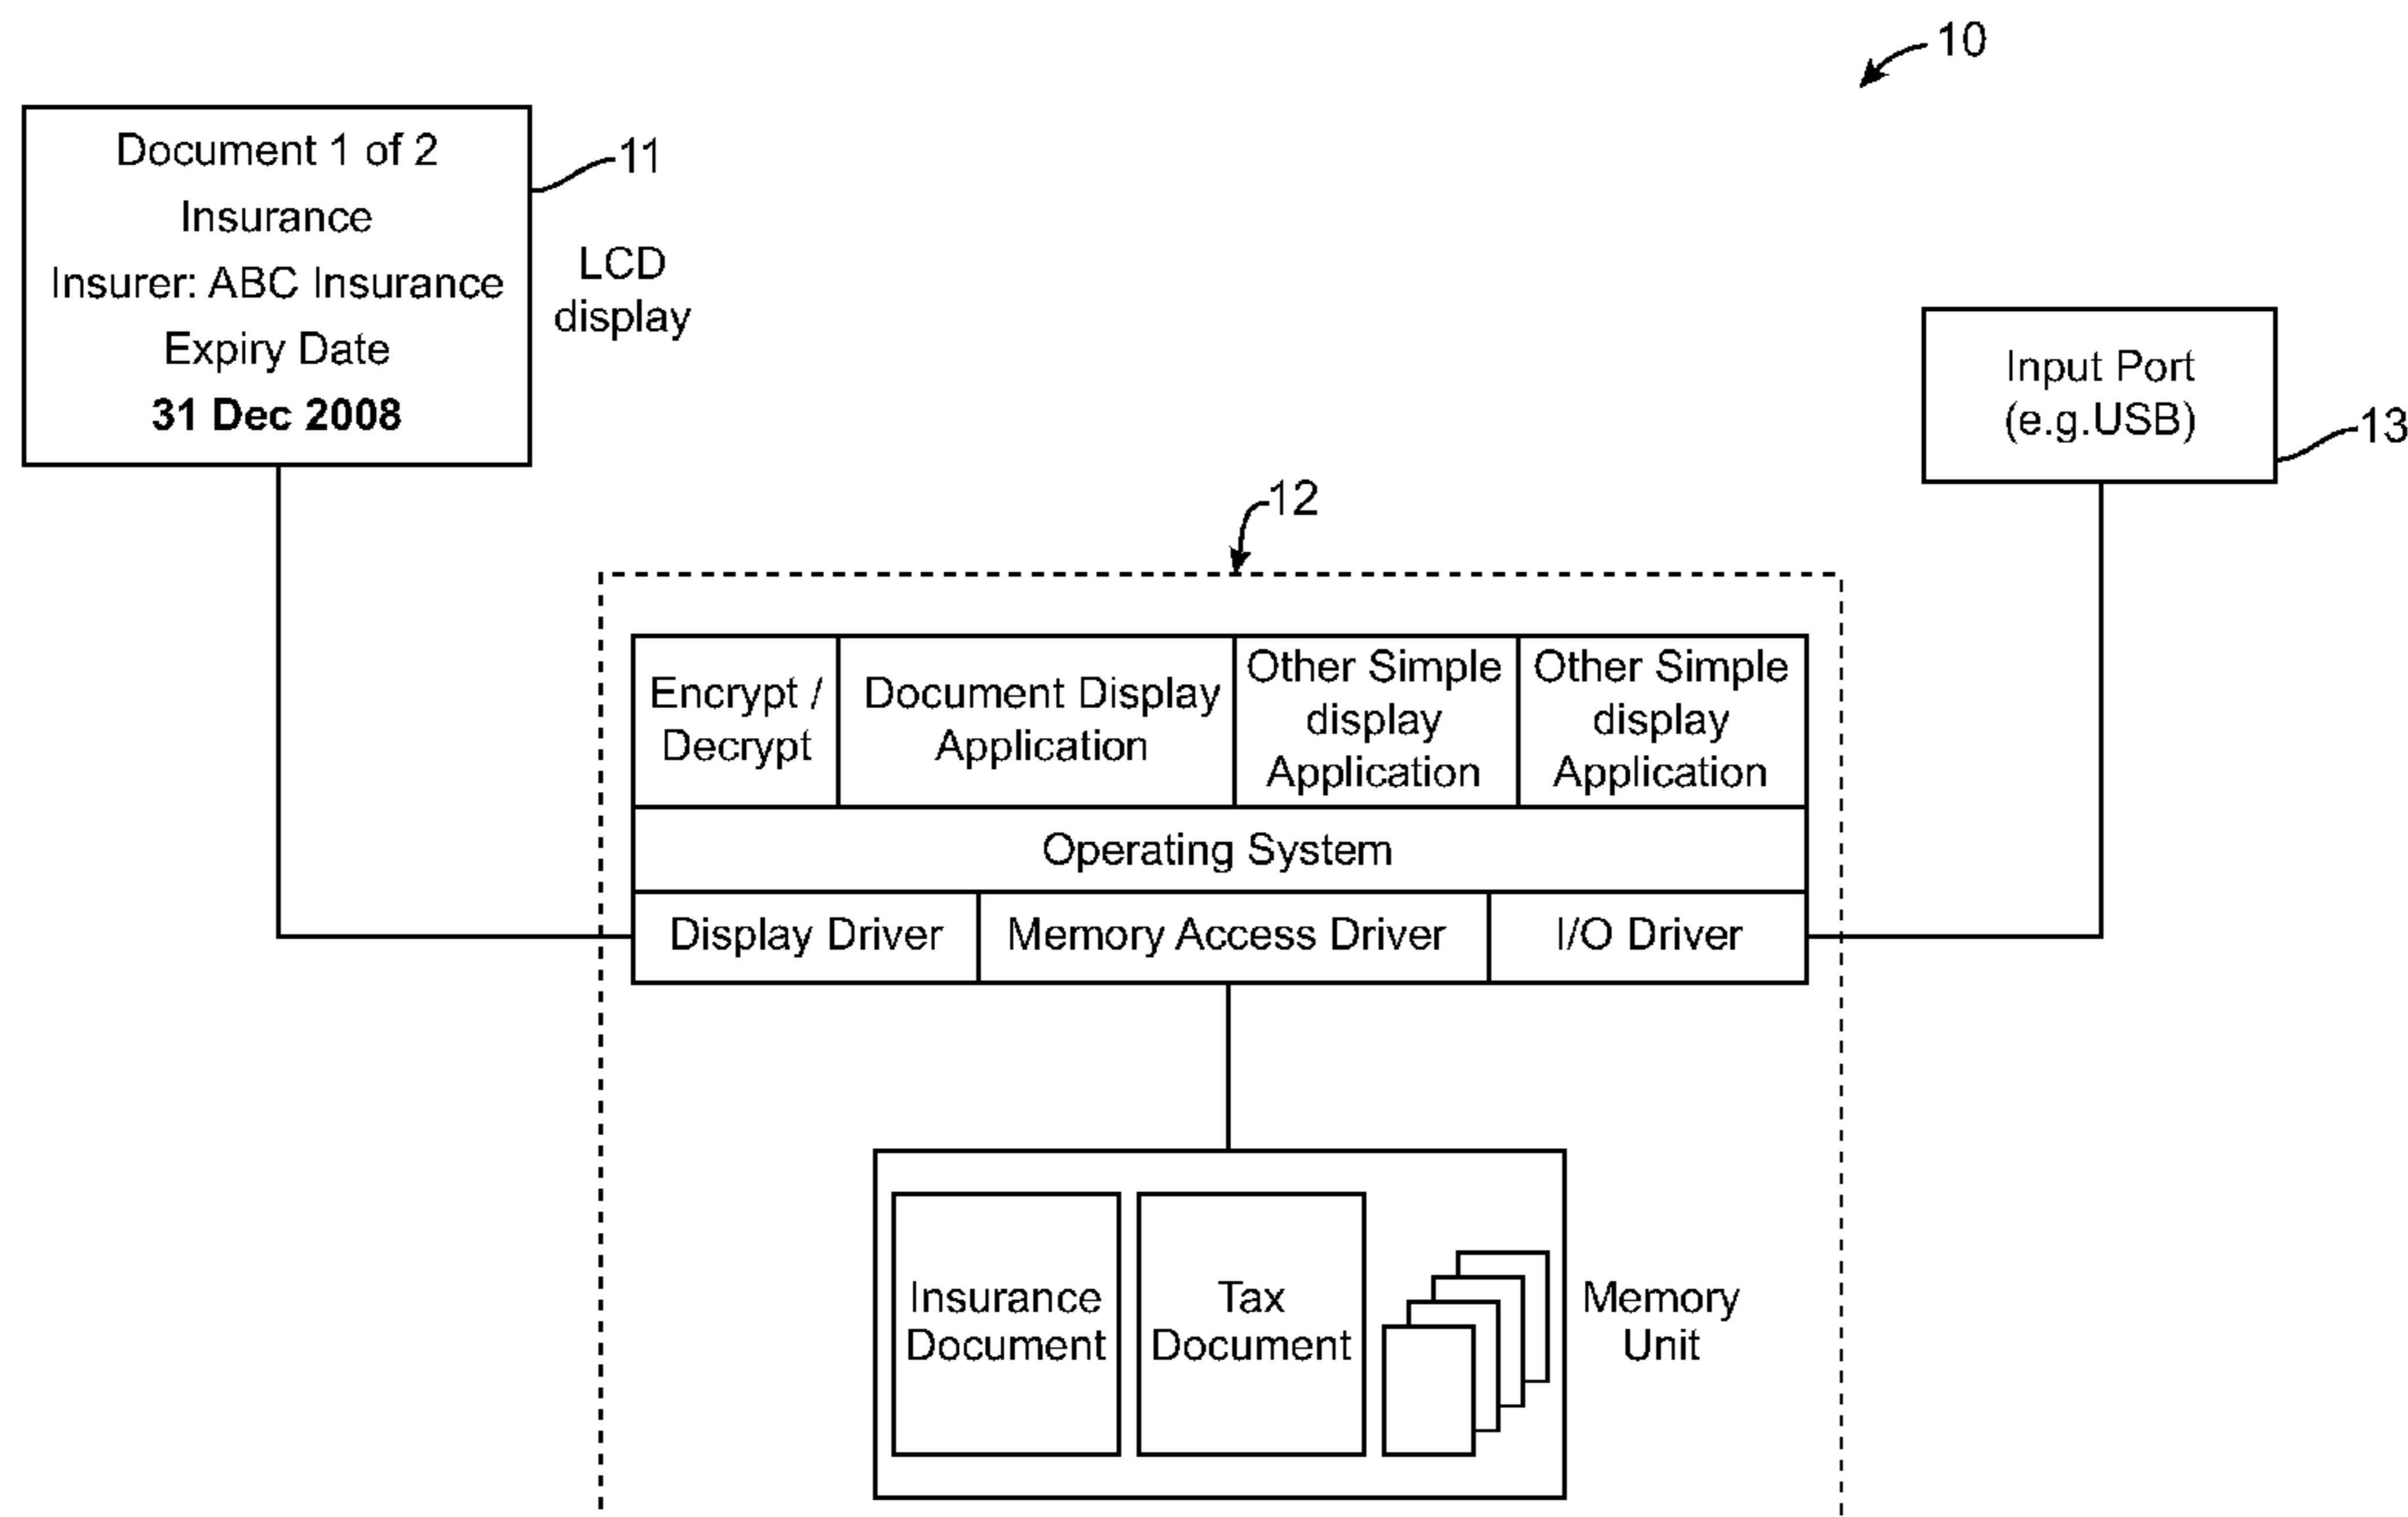 10
Document 1 of 2
Insurance
Insurer: ABC Insurance
Expiry Date
31 Dec 2008
11
LCD
display
Input Port
(e.g.USB)
13
12
Encrypt /
Decrypt
Document Display
Application
Other Simple
display
Application
Other Simple
display
Application
Operating System
Display Driver
Memory Access Driver
I/O Driver
Insurance
Document
Tax
Document
Memory
Unit